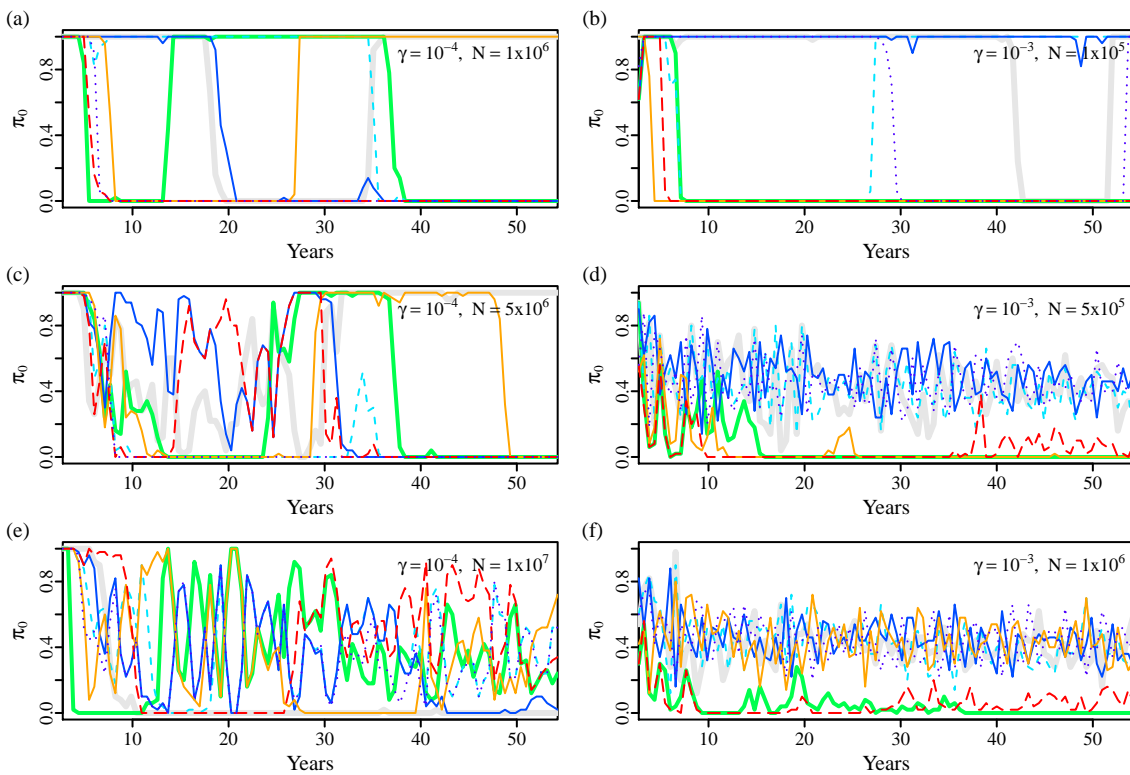 (a)
γ = 10⁻⁴, N = 1x10⁶
π₀
0.0 0.4 0.8
10 20 30 40 50
Years
(b)
γ = 10⁻³, N = 1x10⁵
π₀
0.0 0.4 0.8
10 20 30 40 50
Years
(c)
γ = 10⁻⁴, N = 5x10⁶
π₀
0.0 0.4 0.8
10 20 30 40 50
Years
(d)
γ = 10⁻³, N = 5x10⁵
π₀
0.0 0.4 0.8
10 20 30 40 50
Years
(e)
γ = 10⁻⁴, N = 1x10⁷
π₀
0.0 0.4 0.8
10 20 30 40 50
Years
(f)
γ = 10⁻³, N = 1x10⁶
π₀
0.0 0.4 0.8
10 20 30 40 50
Years